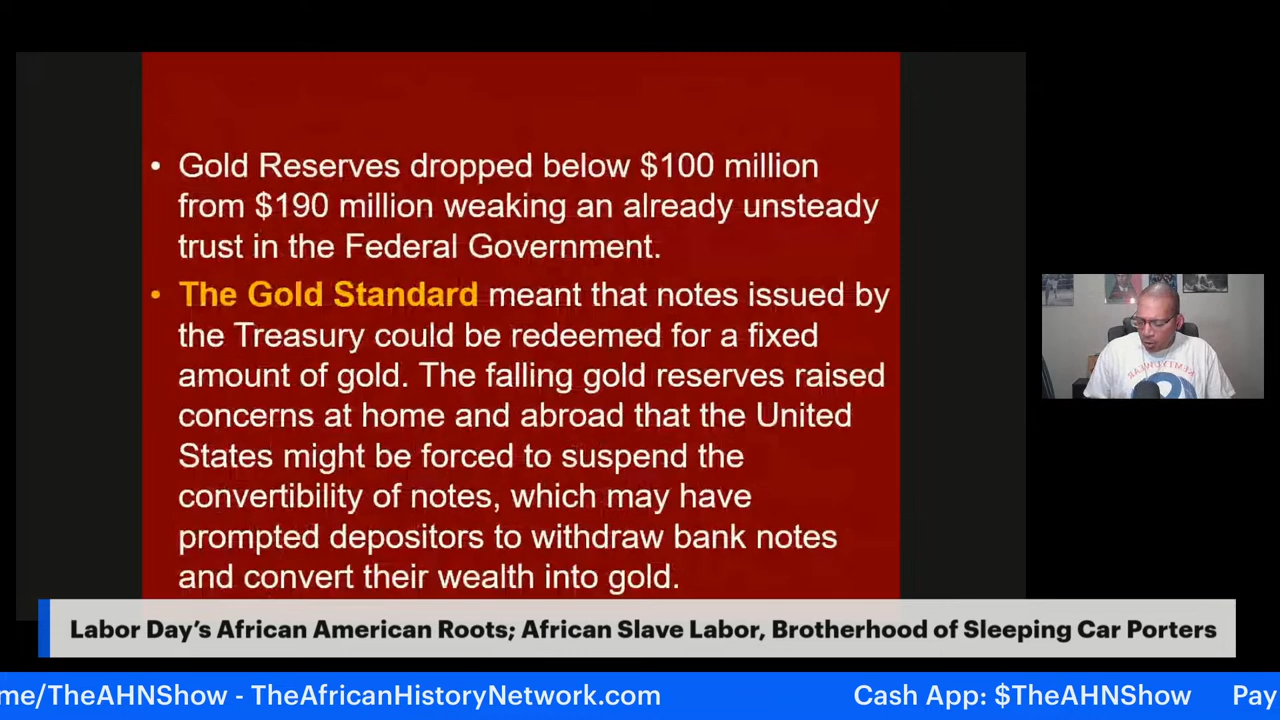 • Gold Reserves dropped below $100 million
from $190 million weaking an already unsteady
trust in the Federal Government.
• The Gold Standard meant that notes issued by
the Treasury could be redeemed for a fixed
amount of gold. The falling gold reserves raised
concerns at home and abroad that the United
States might be forced to suspend the
convertibility of notes, which may have
prompted depositors to withdraw bank notes
and convert their wealth into gold.
Labor Day's African American Roots; African Slave Labor, Brotherhood of Sleeping Car Porters
me/TheAHNShow - TheAfricanHistoryNetwork.com Cash App: $TheAHNShow Pay